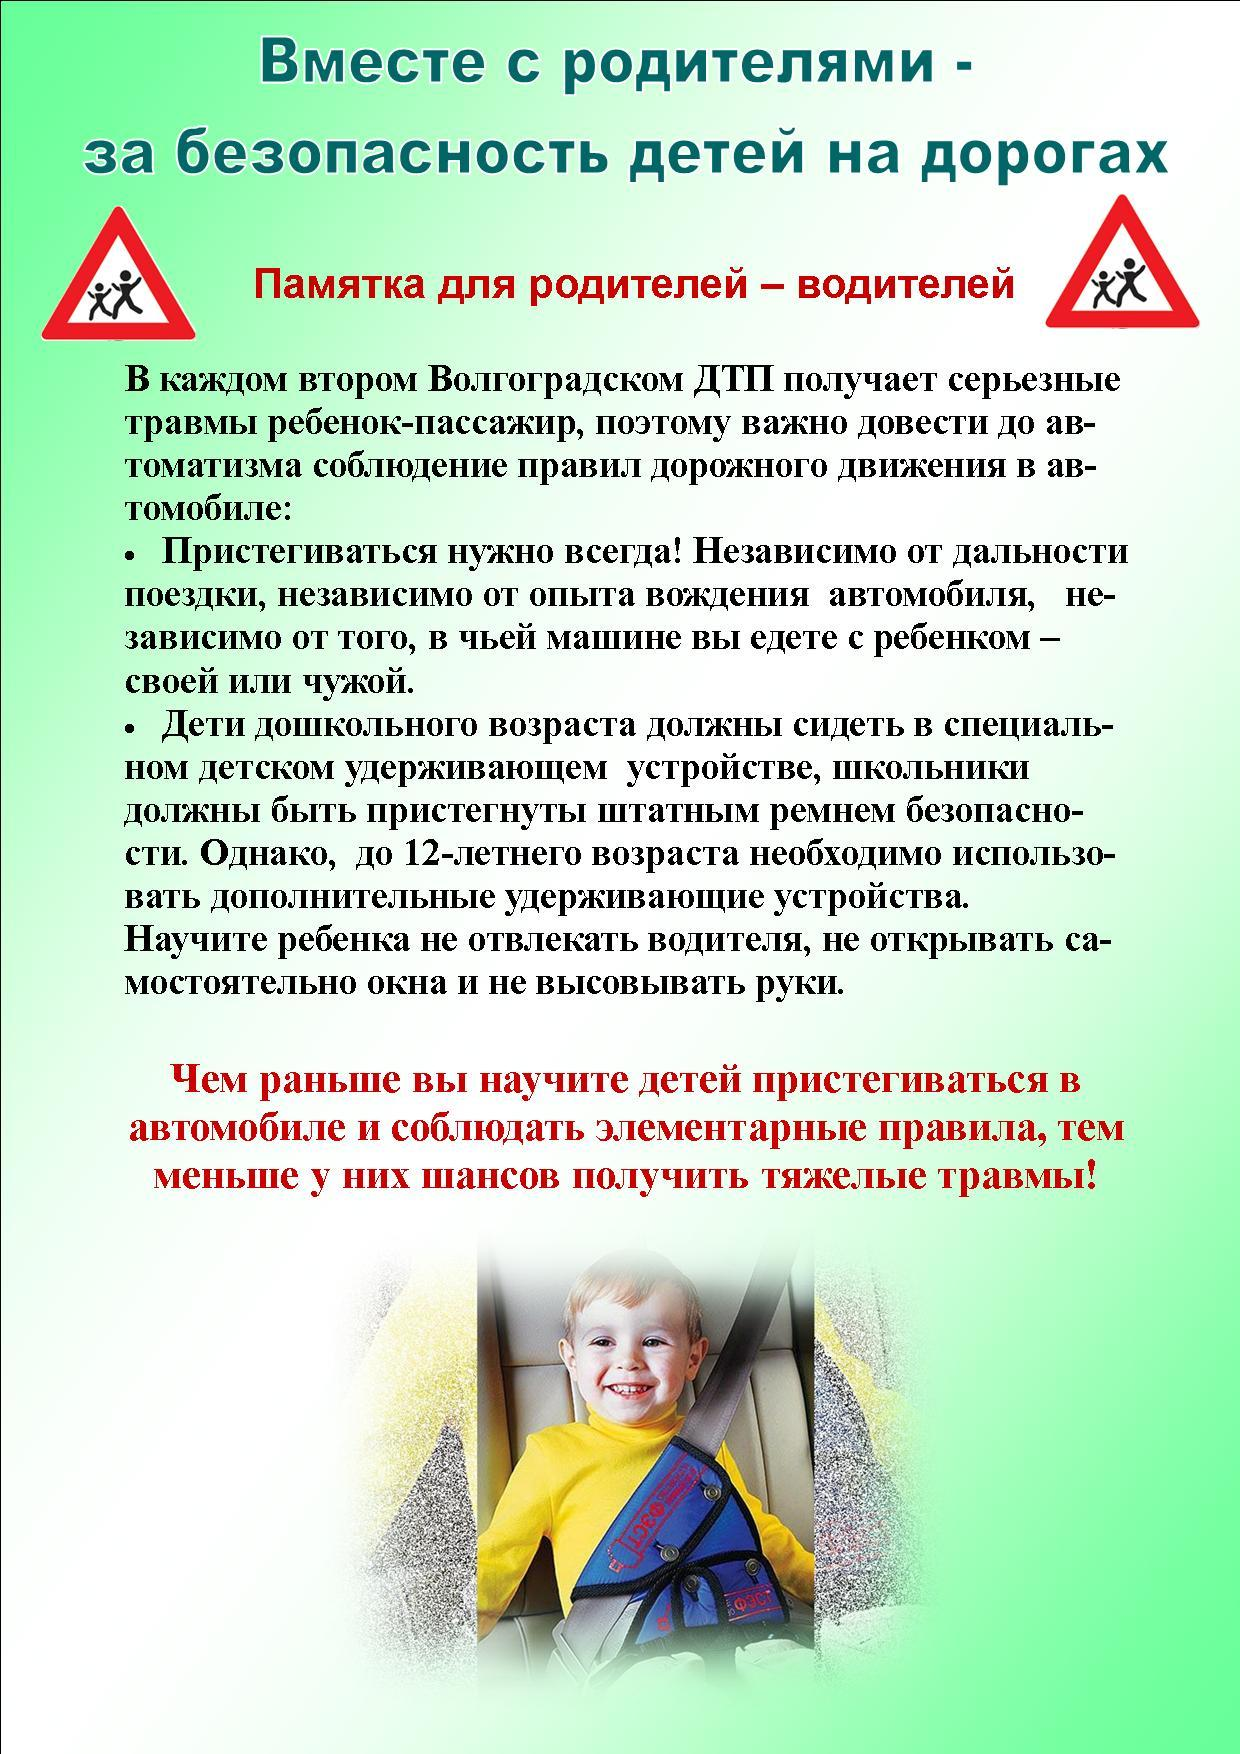 Вместе с родителями -
за безопасность детей на дорогах
Памятка для родителей – водителей
В каждом втором Волгоградском ДТП получает серьезные
травмы ребенок-пассажир, поэтому важно довести до ав-
томатизма соблюдение правил дорожного движения в ав-
томобиле:
• Пристегиваться нужно всегда! Независимо от дальности
поездки, независимо от опыта вождения автомобиля, не-
зависимо от того, в чьей машине вы едете с ребенком –
своей или чужой.
• Дети дошкольного возраста должны сидеть в специаль-
ном детском удерживающем устройстве, школьники
должны быть пристегнуты штатным ремнем безопасно-
сти. Однако, до 12-летнего возраста необходимо использо-
вать дополнительные удерживающие устройства.
Научите ребенка не отвлекать водителя, не открывать са-
мостоятельно окна и не высовывать руки.
Чем раньше вы научите детей пристегиваться в
автомобиле и соблюдать элементарные правила, тем
меньше у них шансов получить тяжелые травмы!
ФЭСТ
ФЭСТ